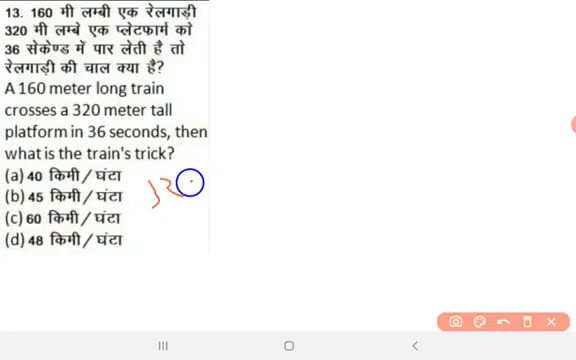 13. 160 मी लम्बी एक रेलगाड़ी
320 मी लम्बे एक प्लेटफार्म को
36 सेकेण्ड में पार लेती है तो
रेलगाड़ी की चाल क्या है?
A 160 meter long train
crosses a 320 meter tall
platform in 36 seconds, then
what is the train's trick?
(a) 40 किमी/घंटा
(b) 45 किमी/घंटा
(c) 60 किमी/घंटा
(d) 48 किमी/घंटा